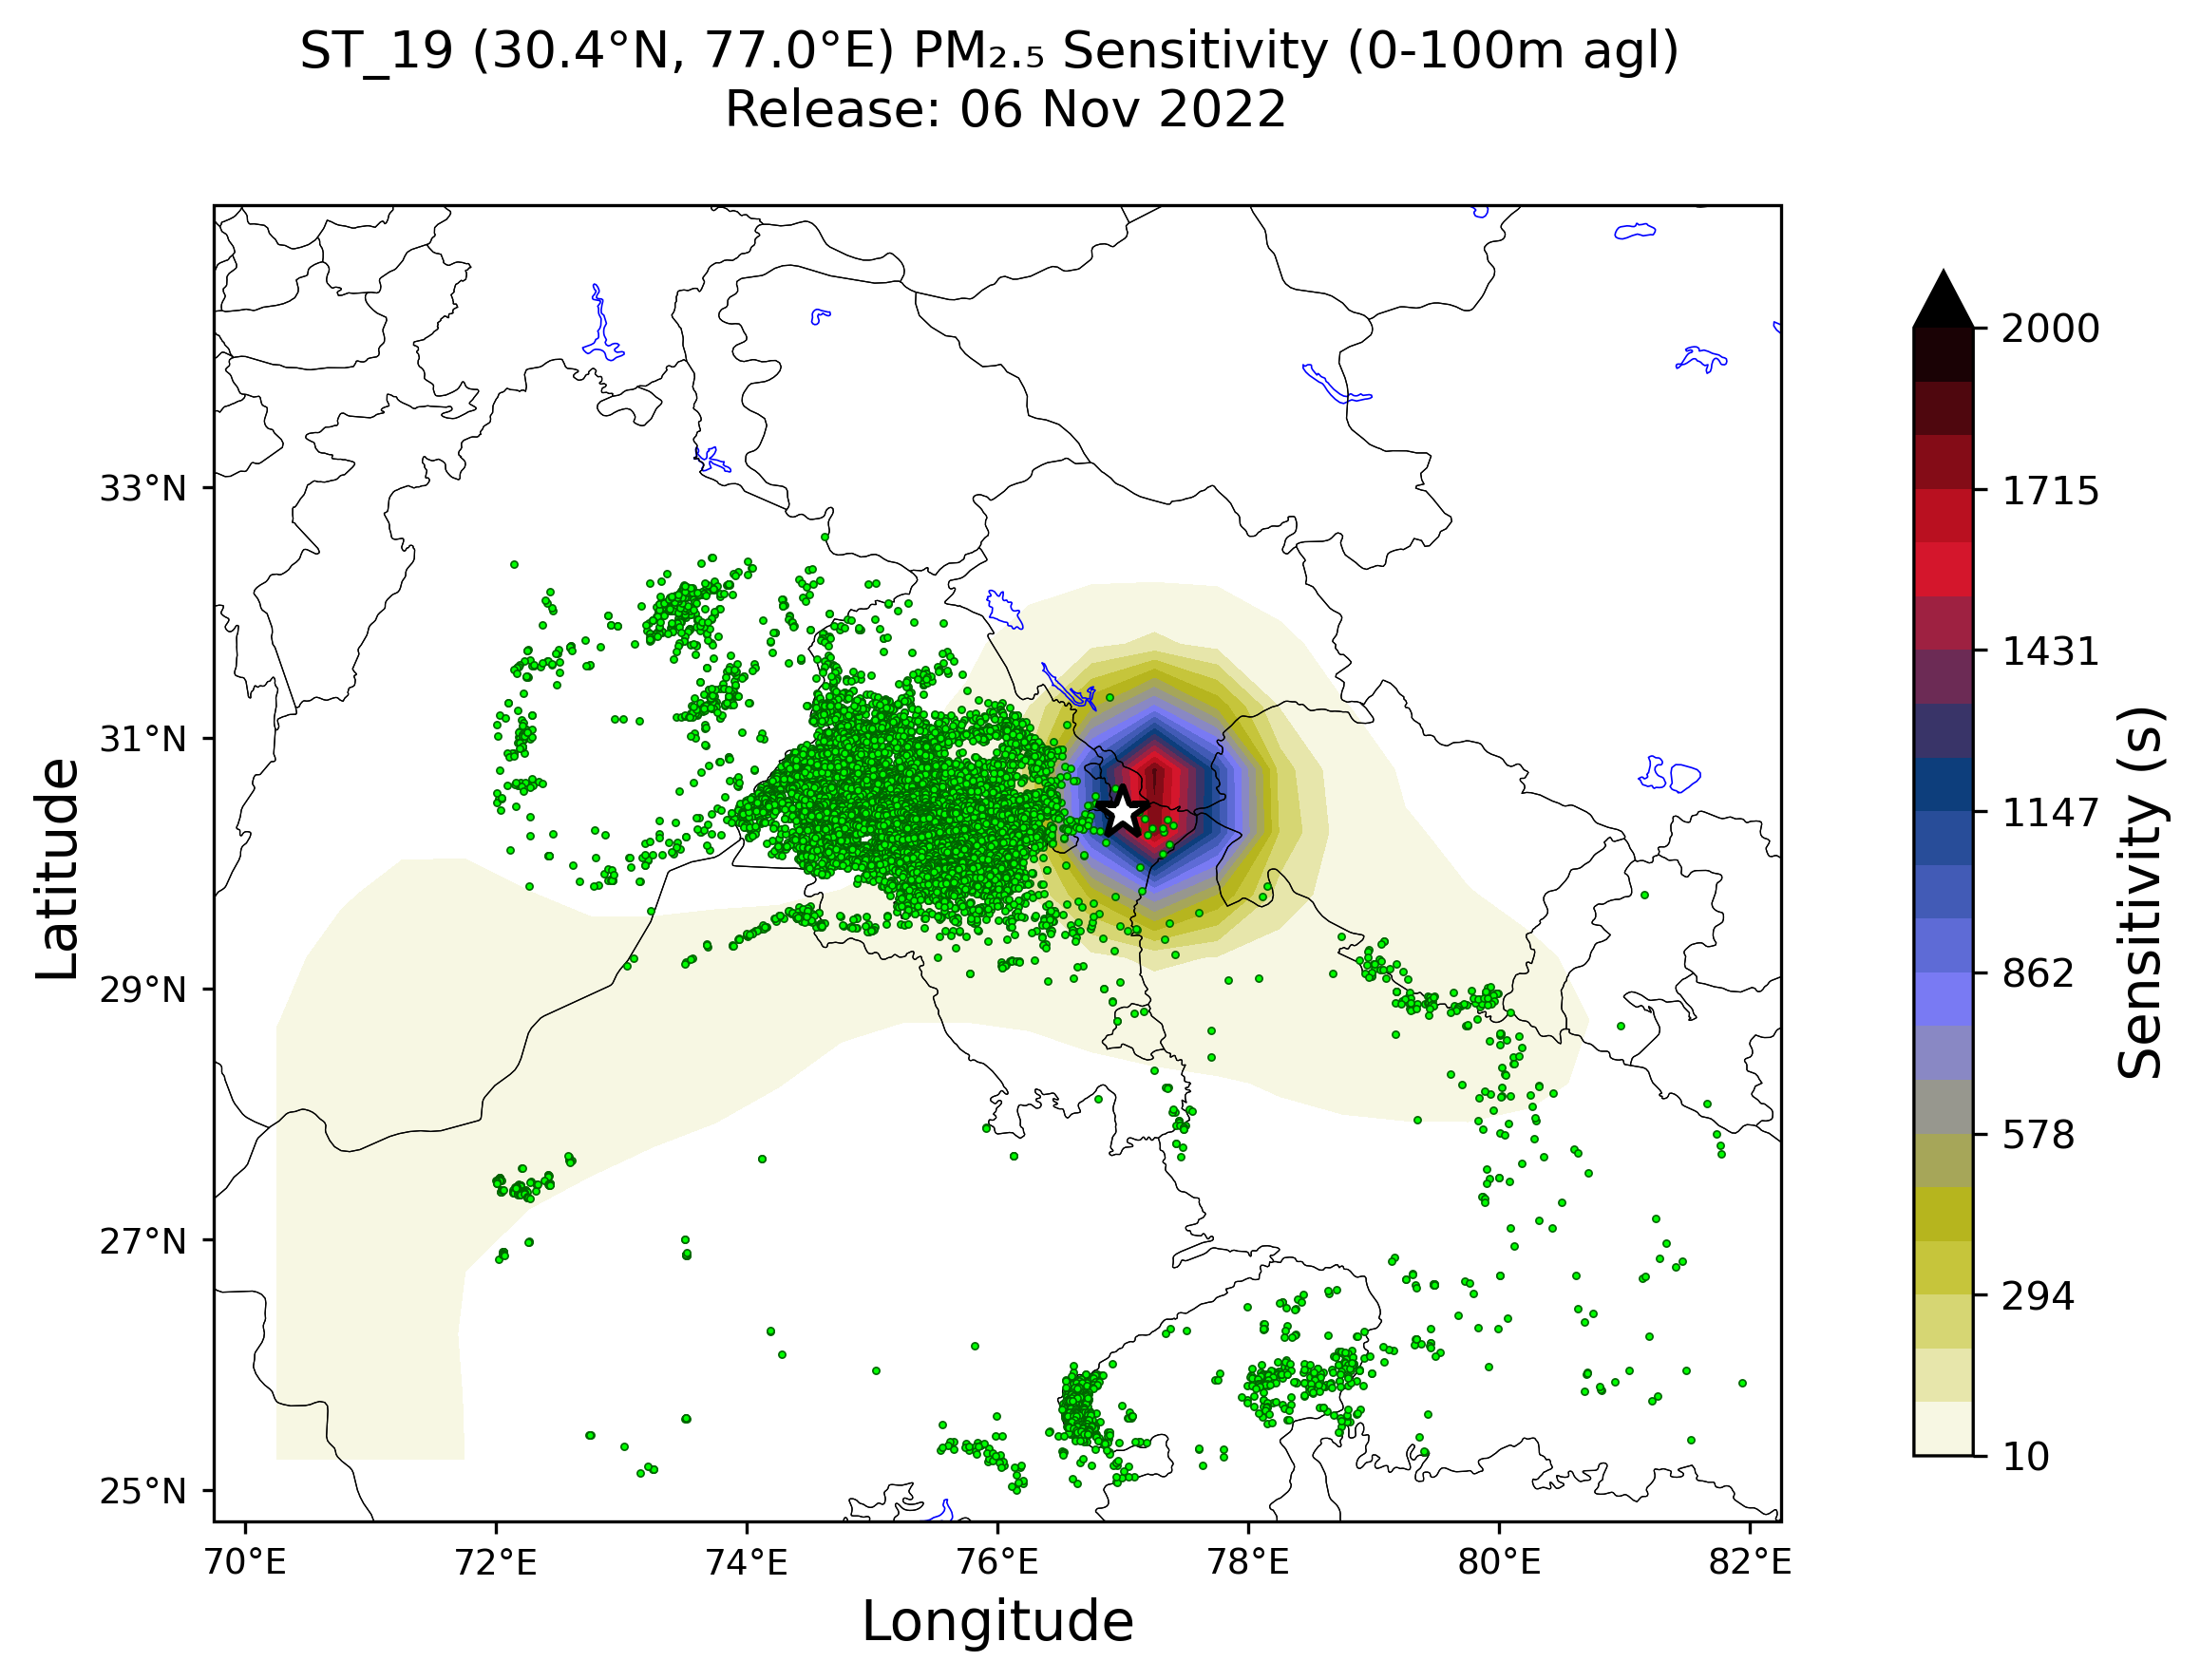 ST_19 (30.4°N, 77.0°E) PM₂.₅ Sensitivity (0-100m agl)
Release: 06 Nov 2022
33°N
31°N
29°N
27°N
25°N
Latitude
70°E 72°E 74°E 76°E 78°E 80°E 82°E
Longitude
2000
1715
1431
1147
862
578
294
10
Sensitivity (s)